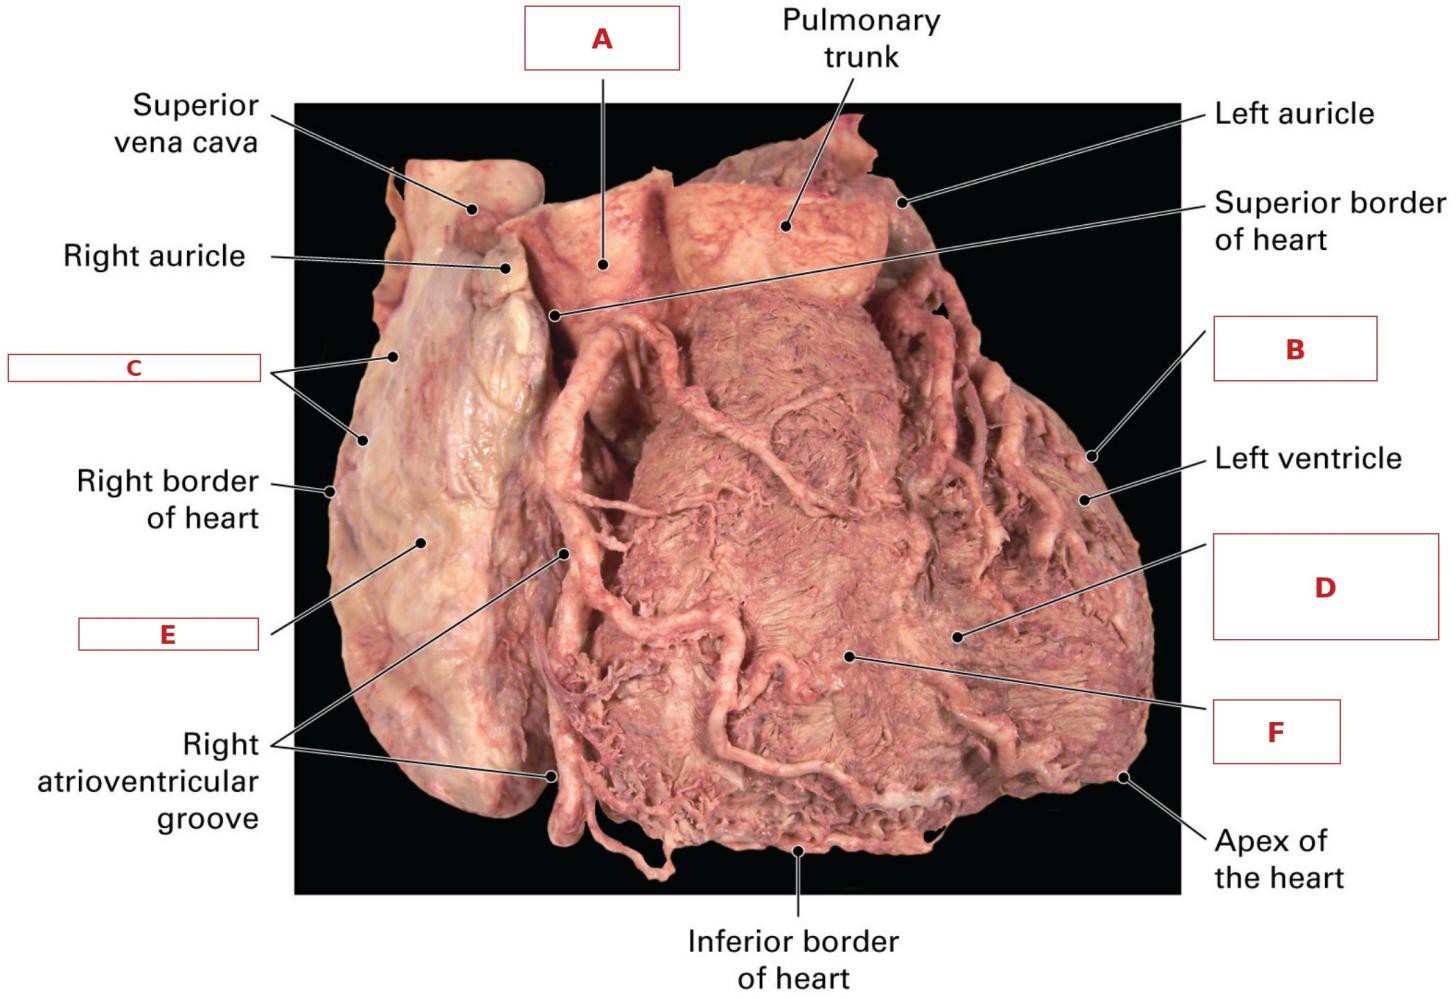 A
Pulmonary
trunk
Superior
vena cava
Left auricle
Right auricle
Superior border
of heart
B
C
Left ventricle
Right border
of heart
D
E
F
Right
atrioventricular
groove
Apex of
the heart
Inferior border
of heart